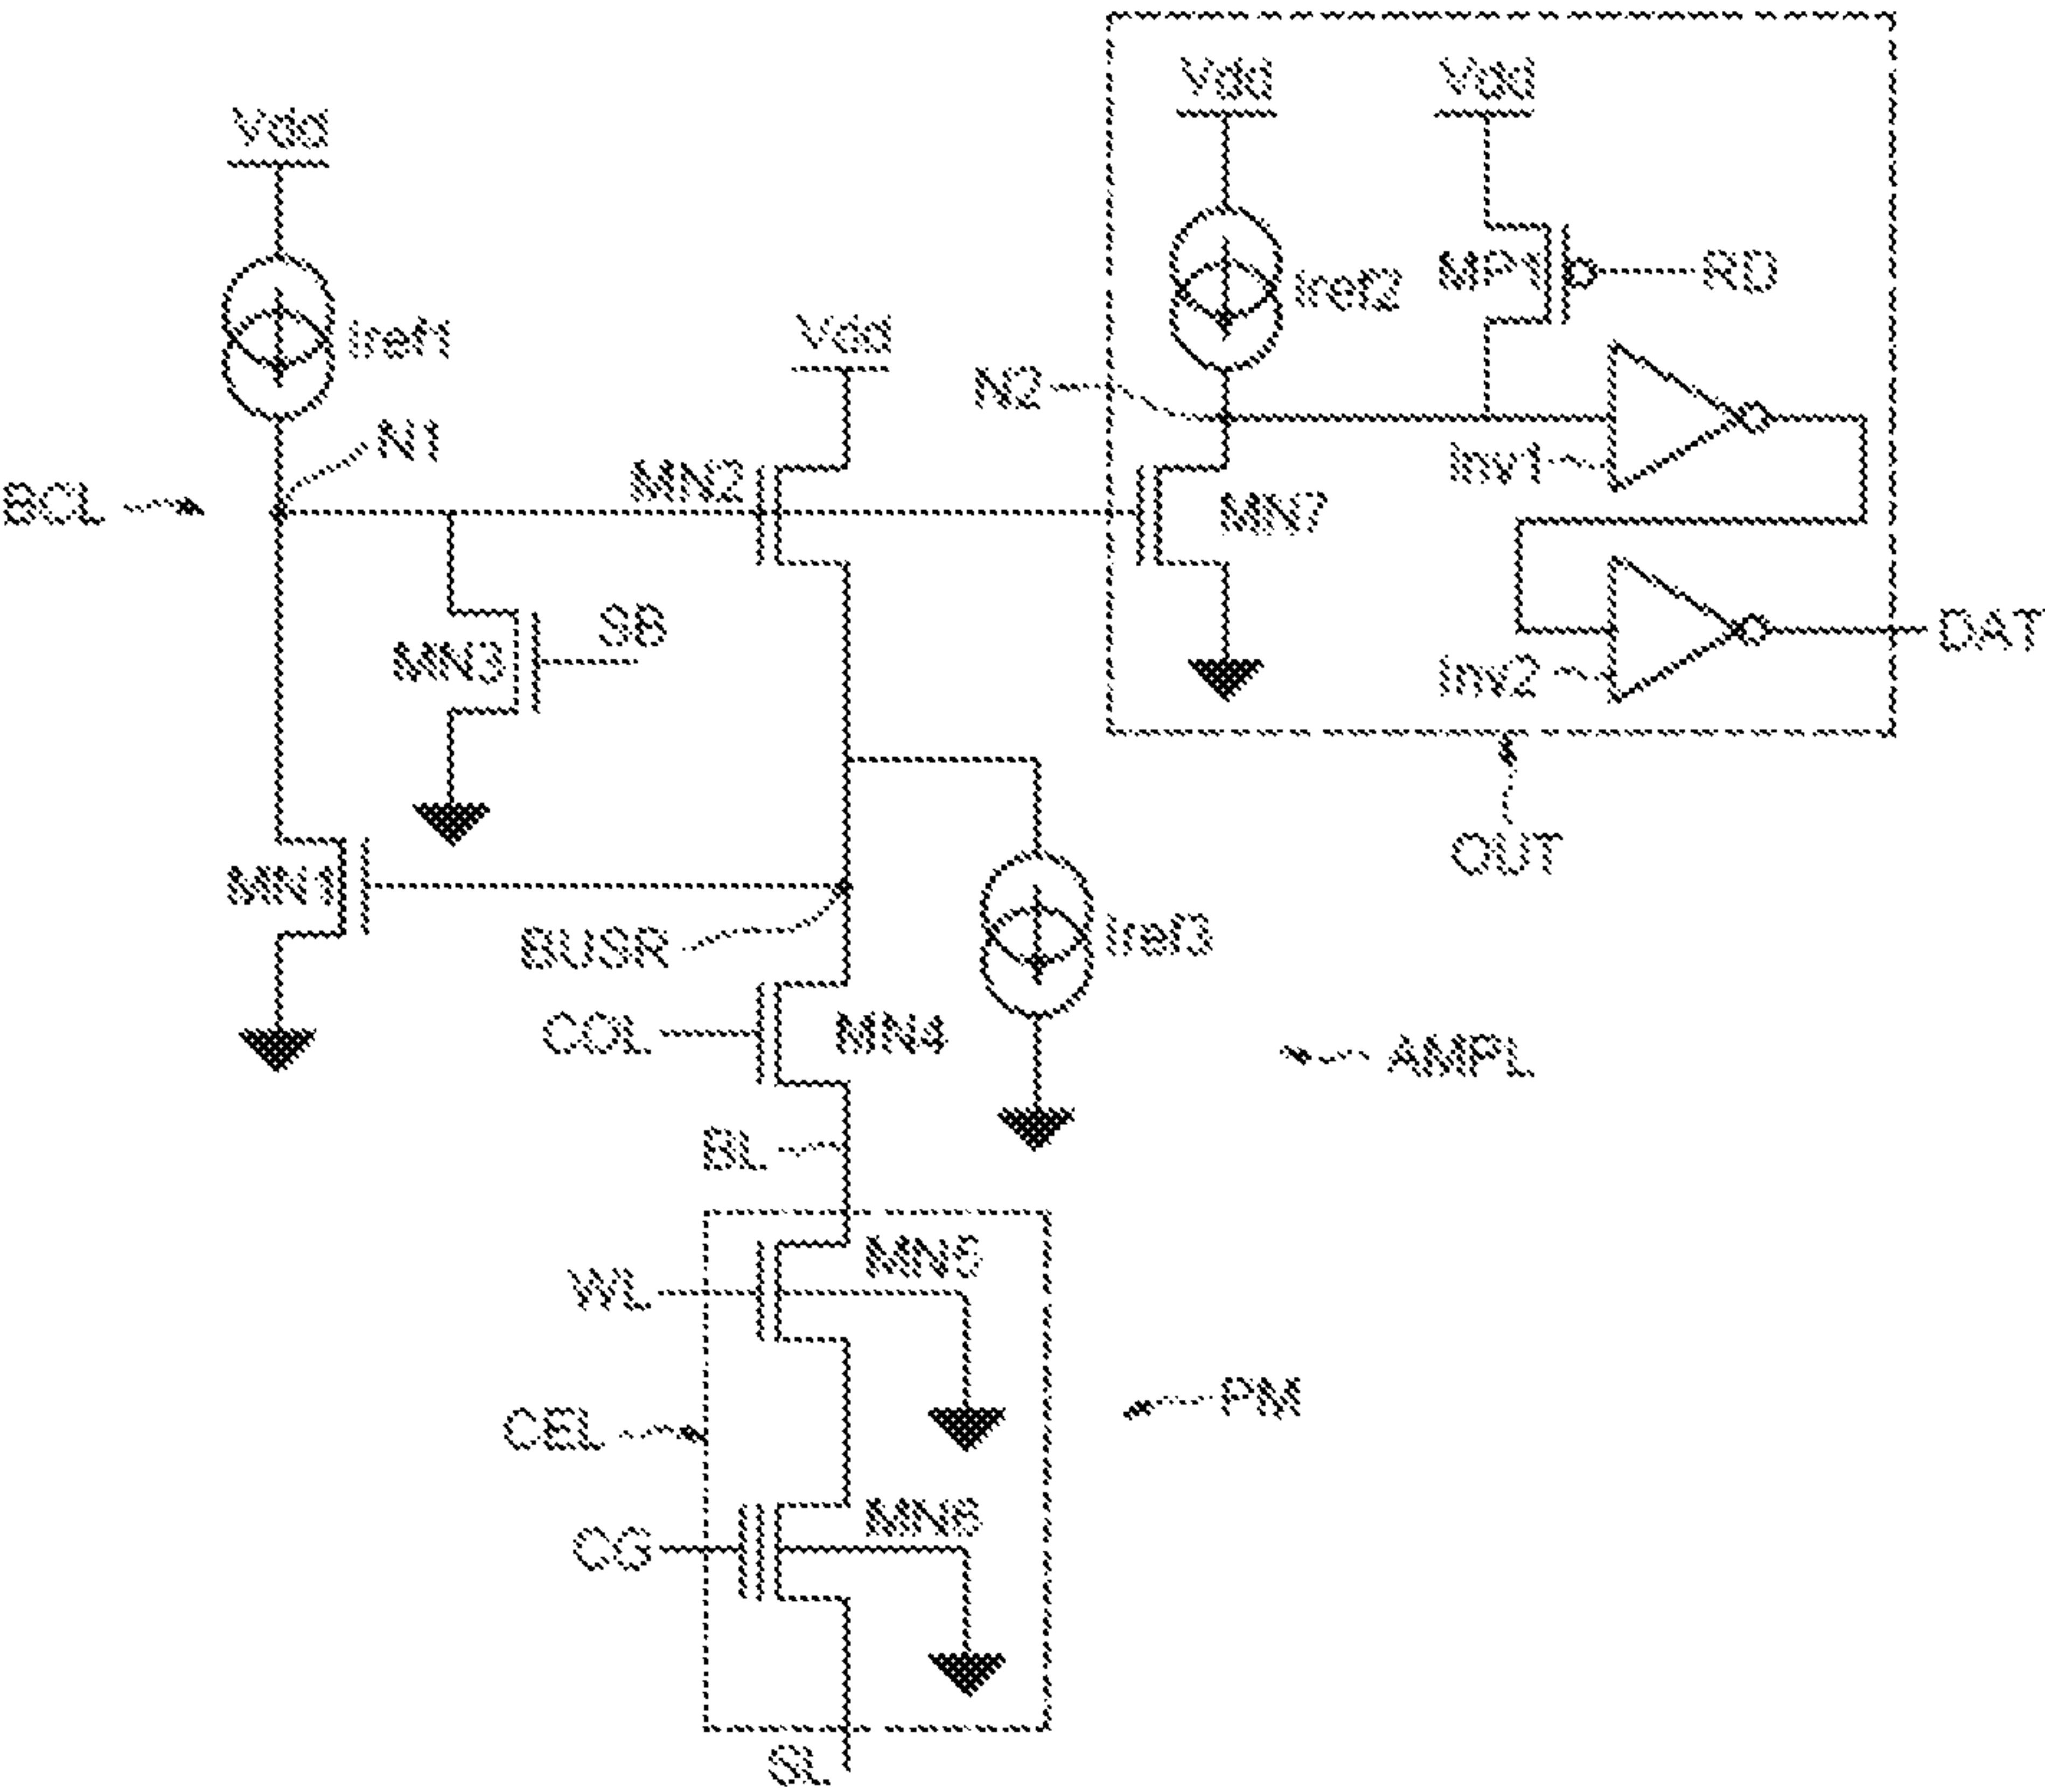 Vdd
Vdd
Vdd
MP1
RD
Iref2
Iref1
Vdd
N2
N1
Inv1
MN2
BCL
MN7
SB
MN3
DAT
Inv2
OUT
MN1
BUSR
Iref3
COL
MN4
AMPL
BL
MN5
WL
PM
CEL
MN6
CG
SL